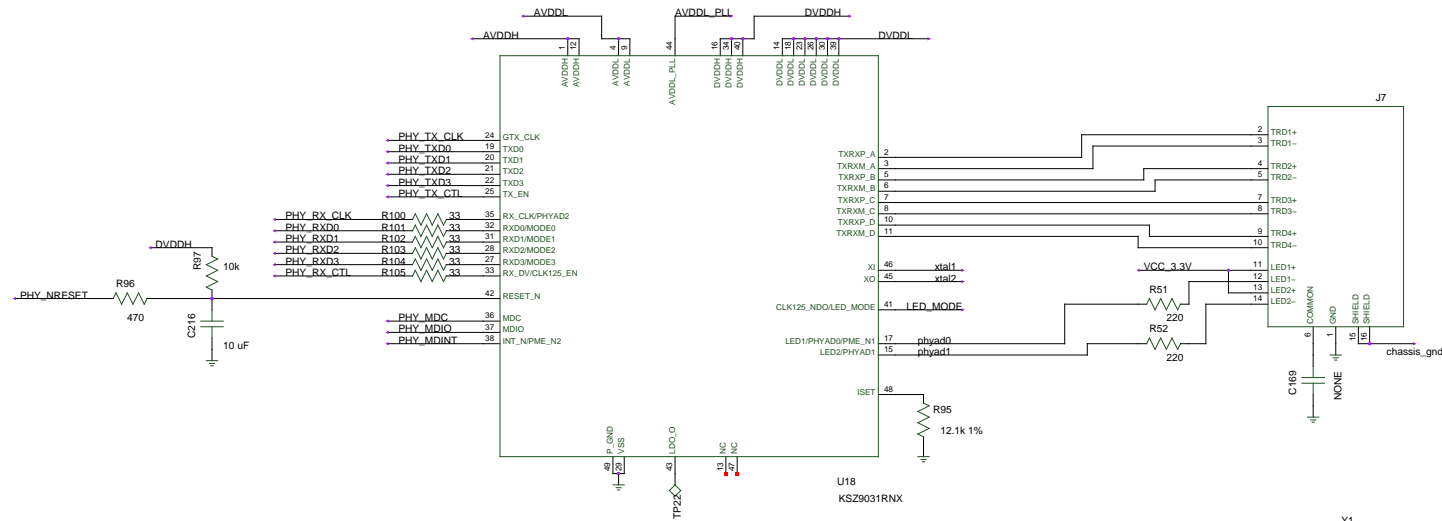 AVDDL
AVDDL_PLL
DVDDH
AVDDH
DVDDL
1
12
4
9
44
16
34
40
14
18
23
26
30
39
AVDDH
AVDDH
AVDDL
AVDDL
AVDDL_PLL
DVDDH
DVDDH
DVDDH
DVDDL
DVDDL
DVDDL
DVDDL
DVDDL
DVDDL
PHY_TX_CLK 24 GTX_CLK
PHY_TXD0 19 TXD0
PHY_TXD1 20 TXD1
PHY_TXD2 21 TXD2
PHY_TXD3 22 TXD3
PHY_TX_CTL 25 TX_EN
PHY_RX_CLK R100 33 35 RX_CLK/PHYAD2
PHY_RXD0 R101 33 32 RXD0/MODE0
PHY_RXD1 R102 33 31 RXD1/MODE1
PHY_RXD2 R103 33 28 RXD2/MODE2
PHY_RXD3 R104 33 27 RXD3/MODE3
PHY_RX_CTL R105 33 33 RX_DV/CLK125_EN
DVDDH
R97
10k
R96
PHY_NRESET
470
42 RESET_N
C216
10 uF
PHY_MDC 36 MDC
PHY_MDIO 37 MDIO
PHY_MDINT 38 INT_N/PME_N2
TXRXP_A 2
TXRXM_A 3
TXRXP_B 5
TXRXM_B 6
TXRXP_C 7
TXRXM_C 8
TXRXP_D 10
TXRXM_D 11
XI 46 xtal1
XO 45 xtal2
CLK125_NDO/LED_MODE 41 LED_MODE
LED1/PHYAD0/PME_N1 17 phyad0
LED2/PHYAD1 15 phyad1
ISET 48
R95
12.1k 1%
P_GND
VSS
LDO_O
NC
NC
49
29
43
13
47
TP22
U18
KSZ9031RNX
J7
2 TRD1+
3 TRD1−
4 TRD2+
5 TRD2−
7 TRD3+
8 TRD3−
9 TRD4+
10 TRD4−
VCC_3.3V
11 LED1+
12 LED1−
13 LED2+
14 LED2−
R51
220
R52
220
COMMON
GND
SHIELD
SHIELD
6
1
15
16
chassis_gnd
C169
NONE
Y1